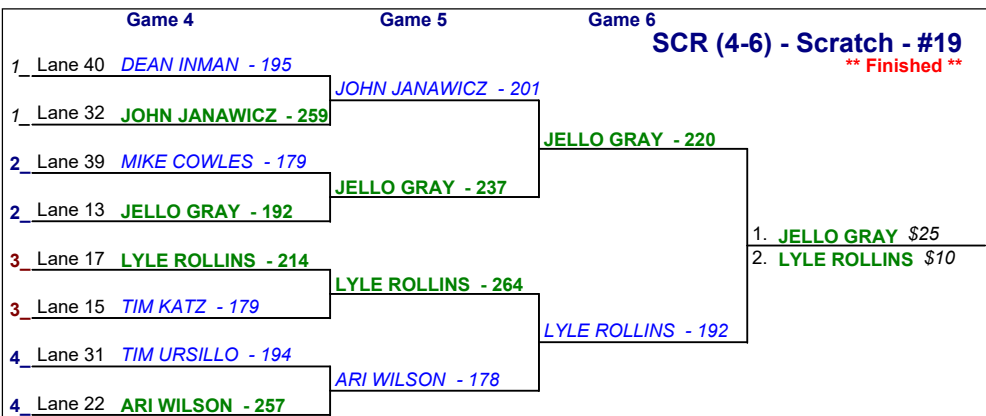 Game 4 Game 5 Game 6
SCR (4-6) - Scratch - #19
** Finished **
1_ Lane 40 DEAN INMAN - 195
JOHN JANAWICZ - 201
1_ Lane 32 JOHN JANAWICZ - 259
JELLO GRAY - 220
2_ Lane 39 MIKE COWLES - 179
JELLO GRAY - 237
2_ Lane 13 JELLO GRAY - 192
1. JELLO GRAY $25
2. LYLE ROLLINS $10
3_ Lane 17 LYLE ROLLINS - 214
LYLE ROLLINS - 264
3_ Lane 15 TIM KATZ - 179
LYLE ROLLINS - 192
4_ Lane 31 TIM URSILLO - 194
ARI WILSON - 178
4_ Lane 22 ARI WILSON - 257